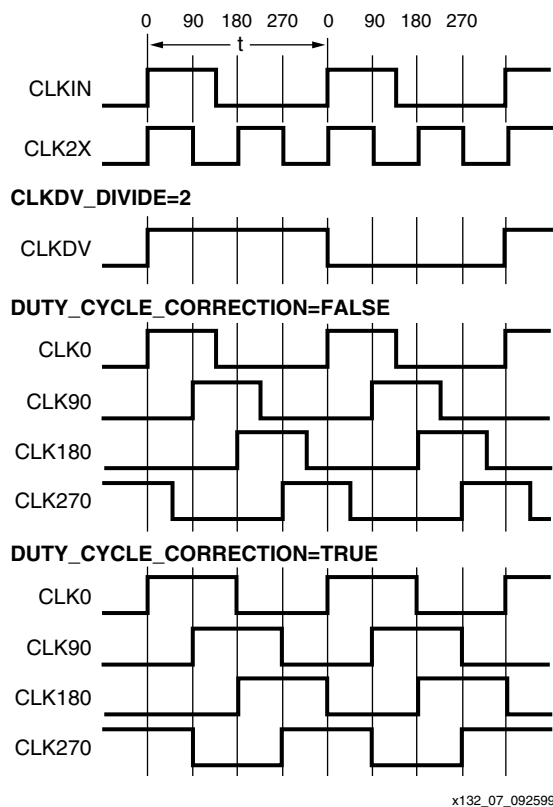 0 90 180 270 0 90 180 270
t
CLKIN
CLK2X
CLKDV_DIVIDE=2
CLKDV
DUTY_CYCLE_CORRECTION=FALSE
CLK0
CLK90
CLK180
CLK270
DUTY_CYCLE_CORRECTION=TRUE
CLK0
CLK90
CLK180
CLK270
x132_07_092599